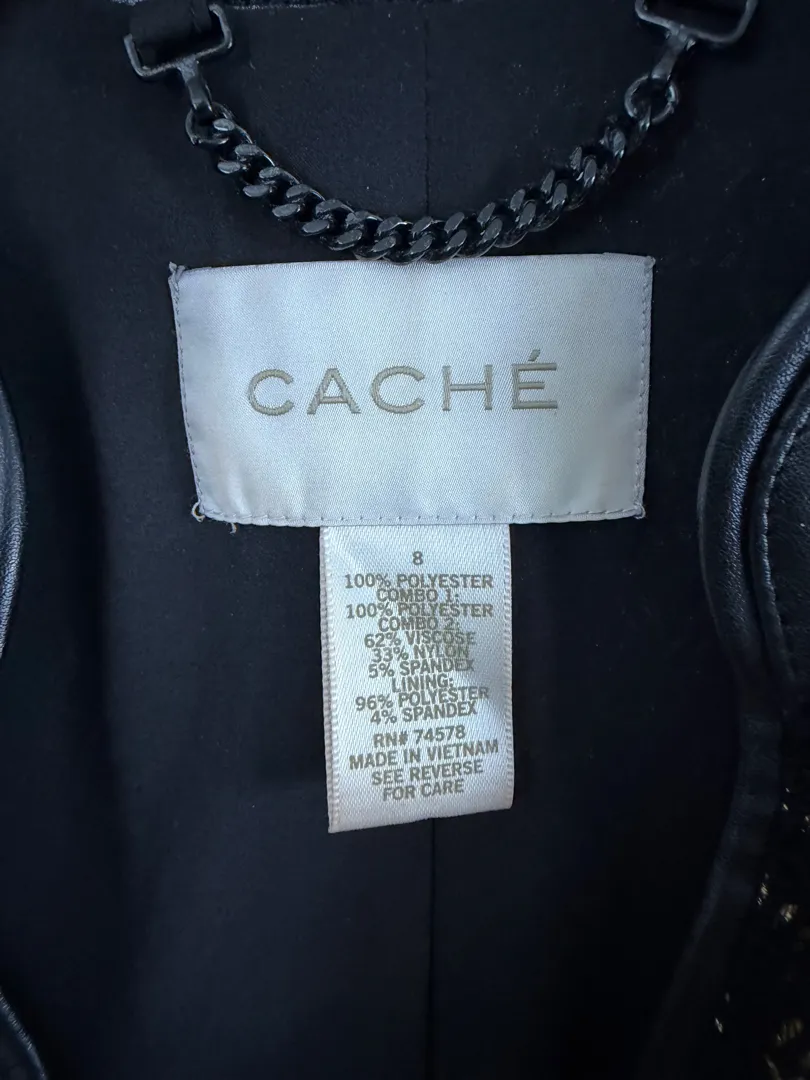 CACHÉ
8
100% POLYESTER
COMBO 1:
100% POLYESTER
COMBO 2:
62% VISCOSE
33% NYLON
5% SPANDEX
LINING:
96% POLYESTER
4% SPANDEX
RN# 74578
MADE IN VIETNAM
SEE REVERSE
FOR CARE